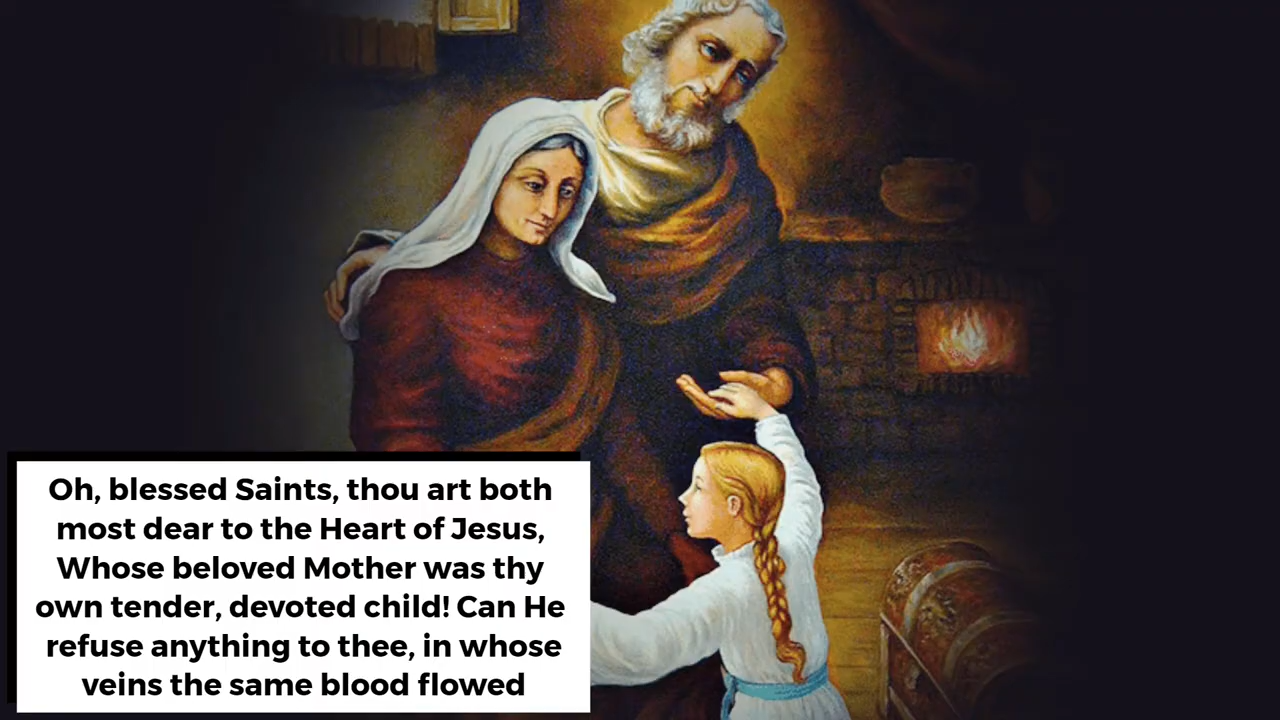 Oh, blessed Saints, thou art both
most dear to the Heart of Jesus,
Whose beloved Mother was thy
own tender, devoted child! Can He
refuse anything to thee, in whose
veins the same blood flowed